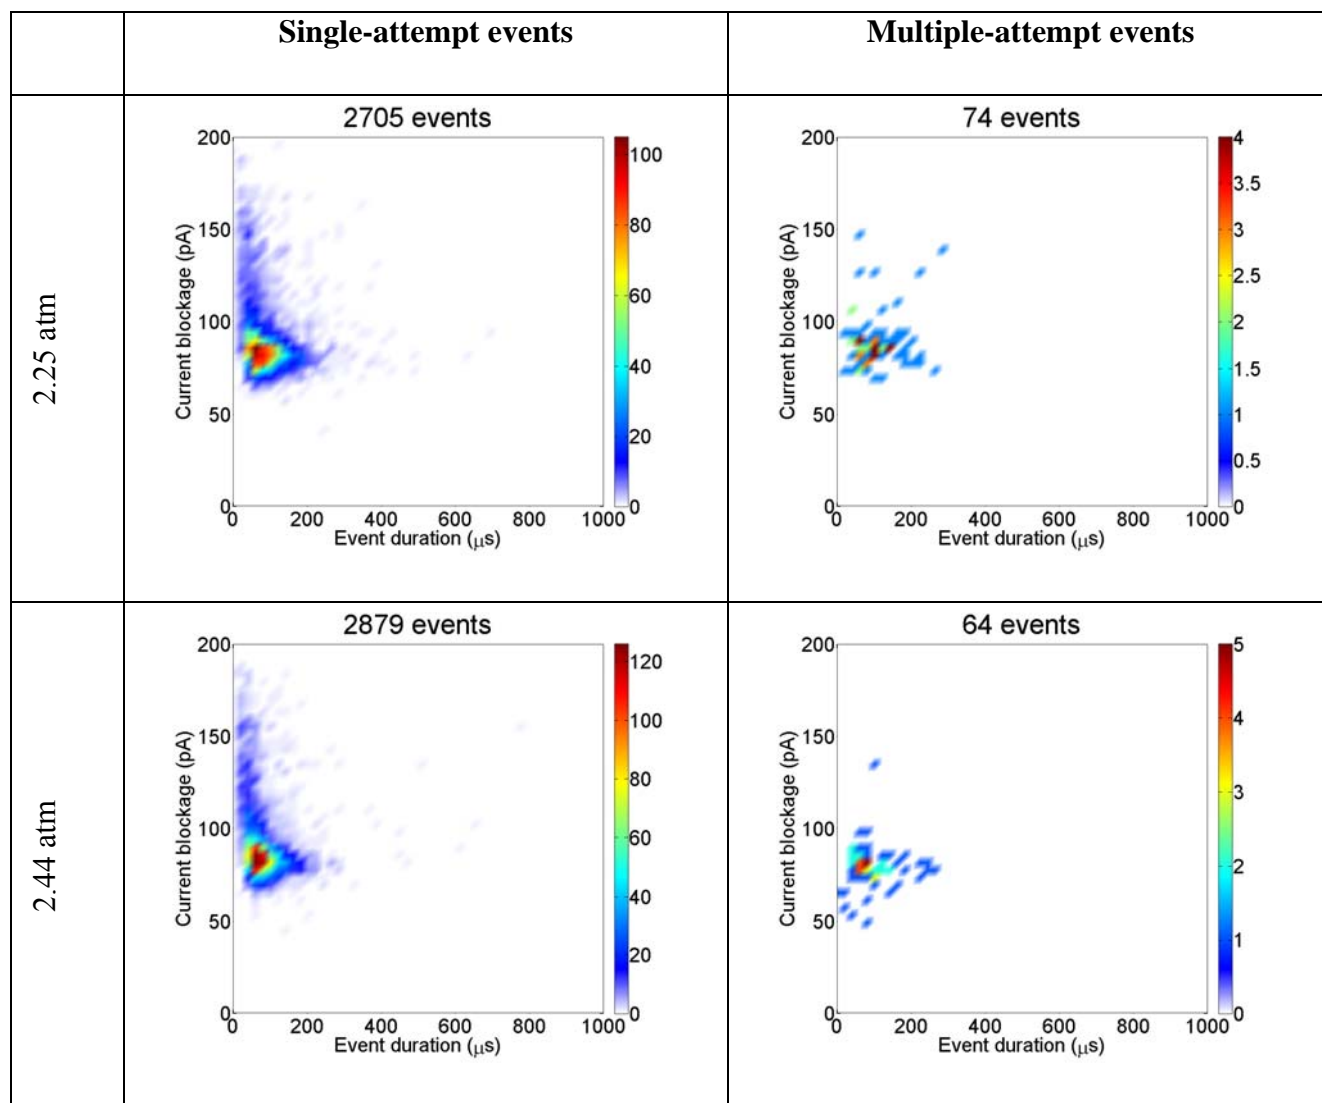 Single-attempt events
Multiple-attempt events
2.25 atm
2705 events
200
150
100
50
0
Current blockage (pA)
0 200 400 600 800 1000
Event duration (μs)
100
80
60
40
20
0
74 events
200
150
100
50
0
Current blockage (pA)
0 200 400 600 800 1000
Event duration (μs)
4
3.5
3
2.5
2
1.5
1
0.5
0
2.44 atm
2879 events
200
150
100
50
0
Current blockage (pA)
0 200 400 600 800 1000
Event duration (μs)
120
100
80
60
40
20
0
64 events
200
150
100
50
0
Current blockage (pA)
0 200 400 600 800 1000
Event duration (μs)
5
4
3
2
1
0